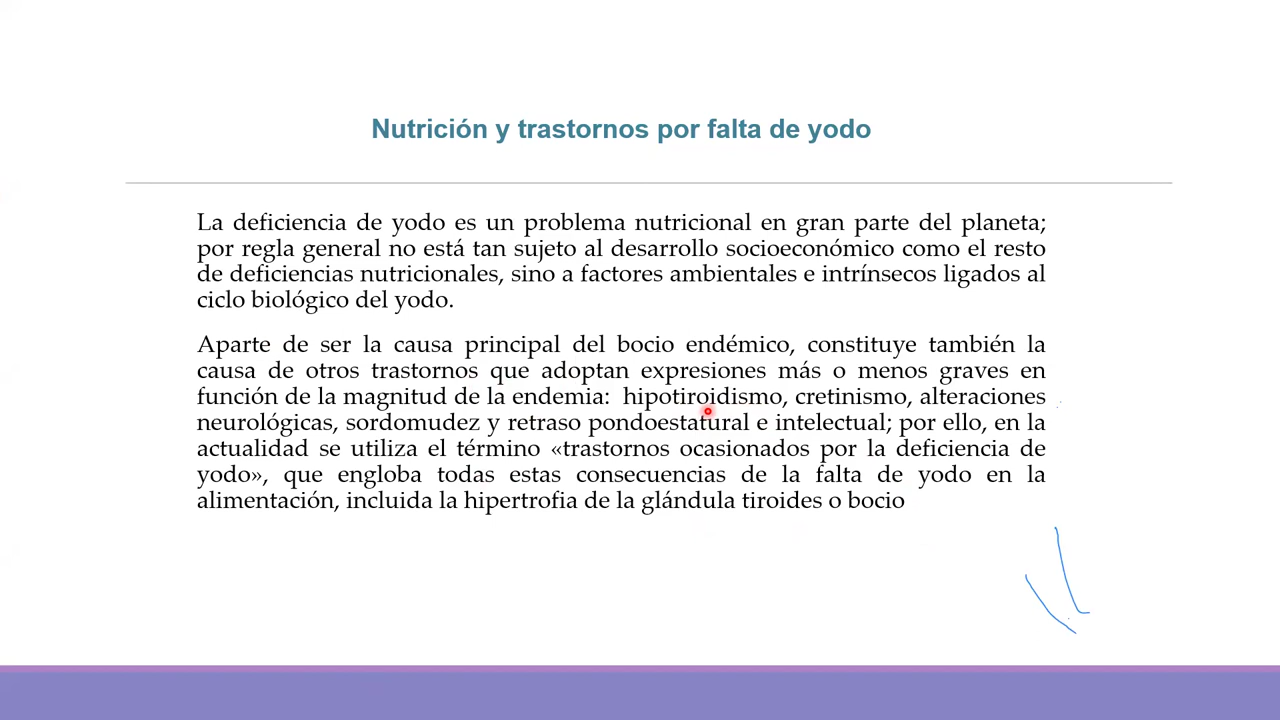 Nutrición y trastornos por falta de yodo
La deficiencia de yodo es un problema nutricional en gran parte del planeta;
por regla general no está tan sujeto al desarrollo socioeconómico como el resto
de deficiencias nutricionales, sino a factores ambientales e intrínsecos ligados al
ciclo biológico del yodo.
Aparte de ser la causa principal del bocio endémico, constituye también la
causa de otros trastornos que adoptan expresiones más o menos graves en
función de la magnitud de la endemia: hipotiroidismo, cretinismo, alteraciones
neurológicas, sordomudez y retraso pondoestatural e intelectual; por ello, en la
actualidad se utiliza el término «trastornos ocasionados por la deficiencia de
yodo», que engloba todas estas consecuencias de la falta de yodo en la
alimentación, incluida la hipertrofia de la glándula tiroides o bocio